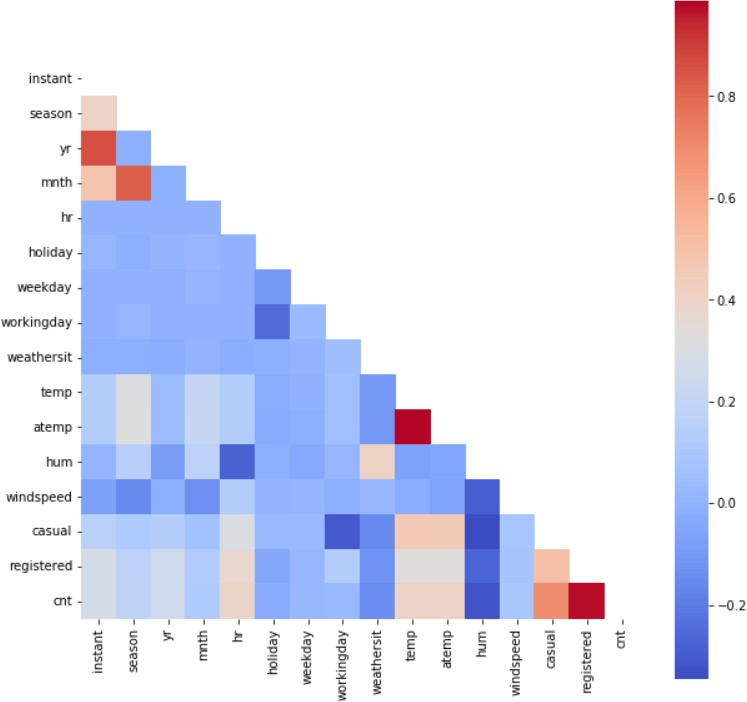 instant
season
yr
mnth
hr
holiday
weekday
workingday
weathersit
temp
atemp
hum
windspeed
casual
registered
cnt
instant
season
yr
mnth
hr
holiday
weekday
workingday
weathersit
temp
atemp
hum
windspeed
casual
registered
cnt
0.8
0.6
0.4
0.2
0.0
−0.2